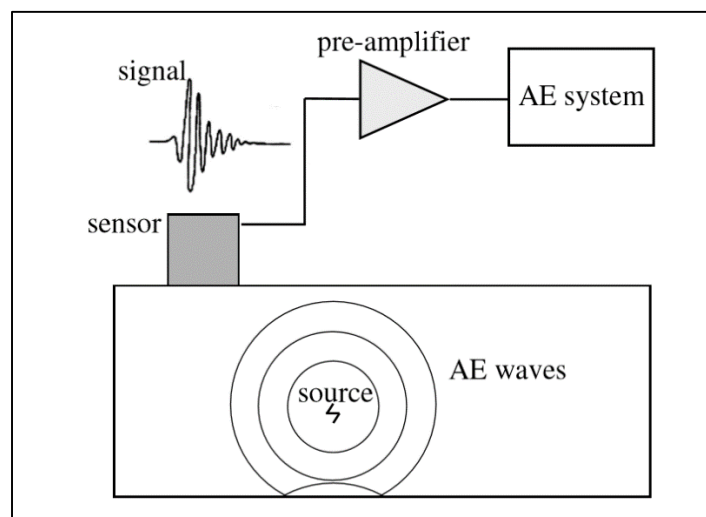 pre-amplifier
signal
AE system
sensor
AE waves
source